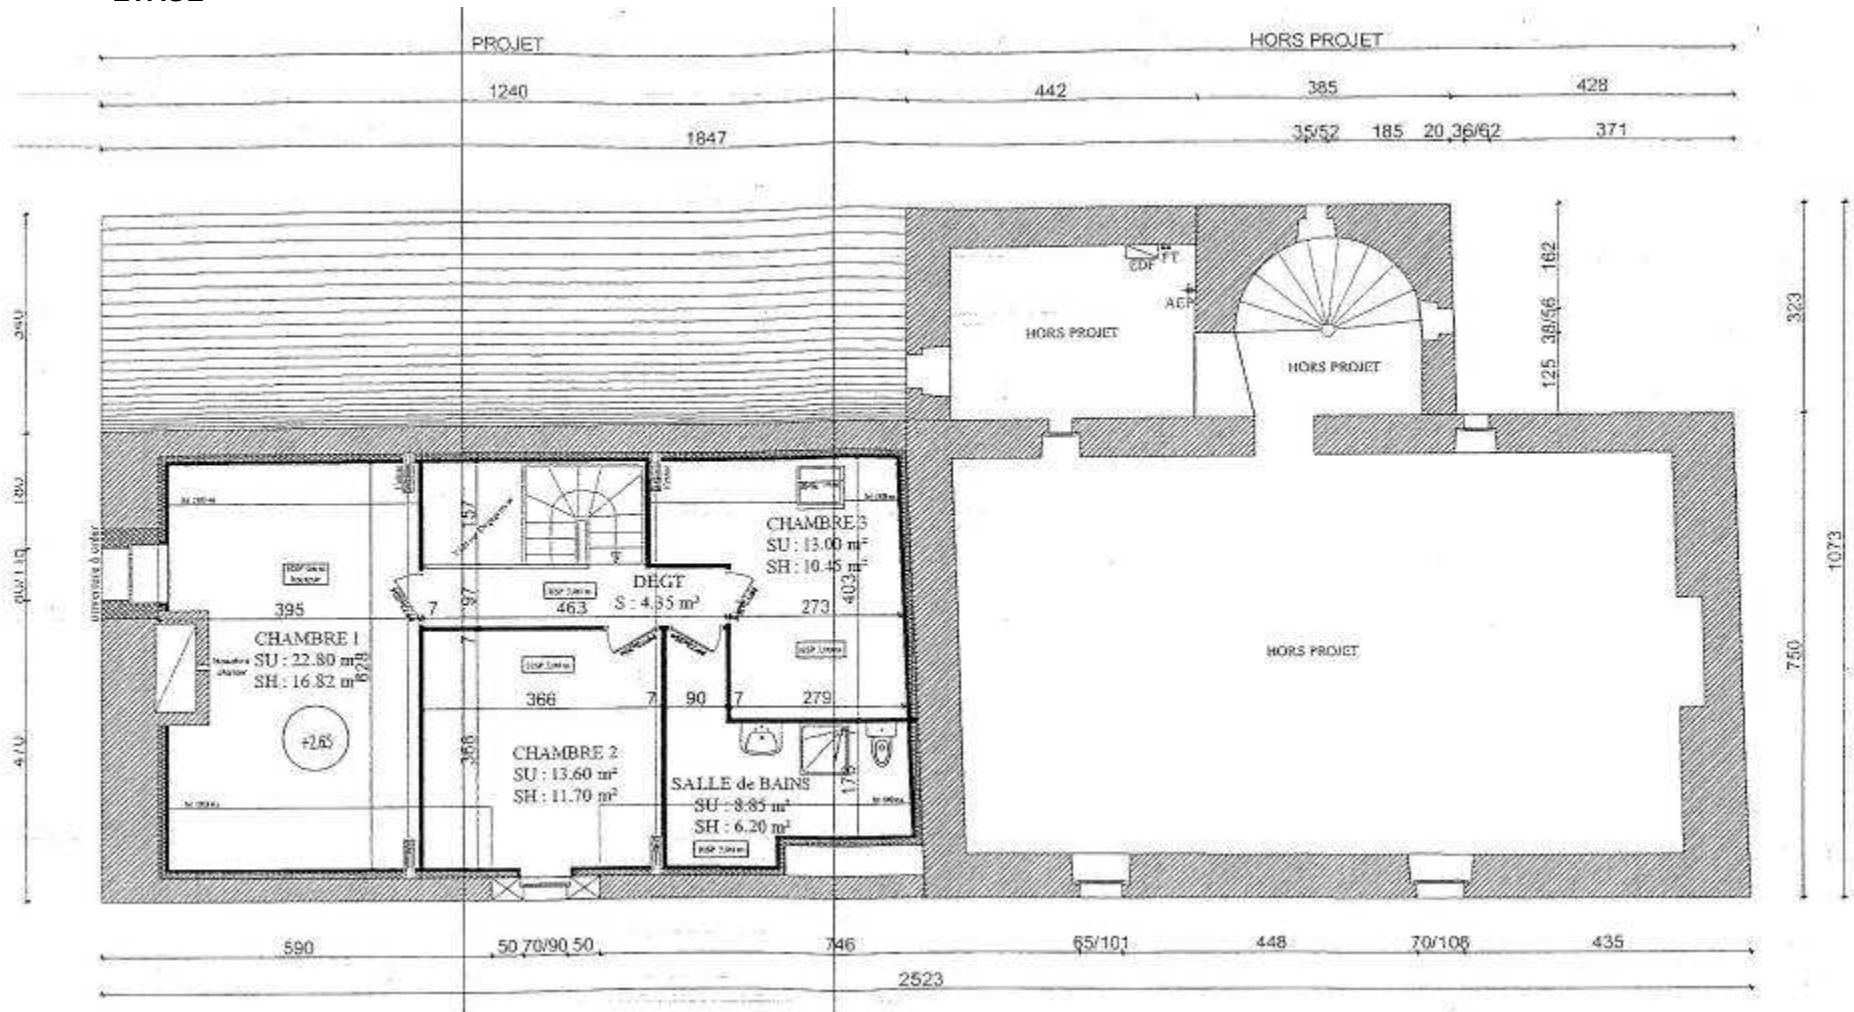 PROJET
HORS PROJET
1240
442
385
428
1847
35/52
185
20
36/62
371
EDF
FT
AEP
HORS PROJET
HORS PROJET
162
38/56
125
323
1073
750
157
CHAMBRE 3
SU : 13.00 m²
SH : 10.45 m²
403
DEGT
S : 4.35 m²
395
7
97
463
273
7
CHAMBRE 1
SU : 22.80 m²
SH : 16.82 m²
628
+2.65
366
7
90
7
279
368
CHAMBRE 2
SU : 13.60 m²
SH : 11.70 m²
SALLE de BAINS
SU : 8.85 m²
SH : 6.20 m²
HORS PROJET
470
590
50
70/90
50
746
65/101
448
70/108
435
2523